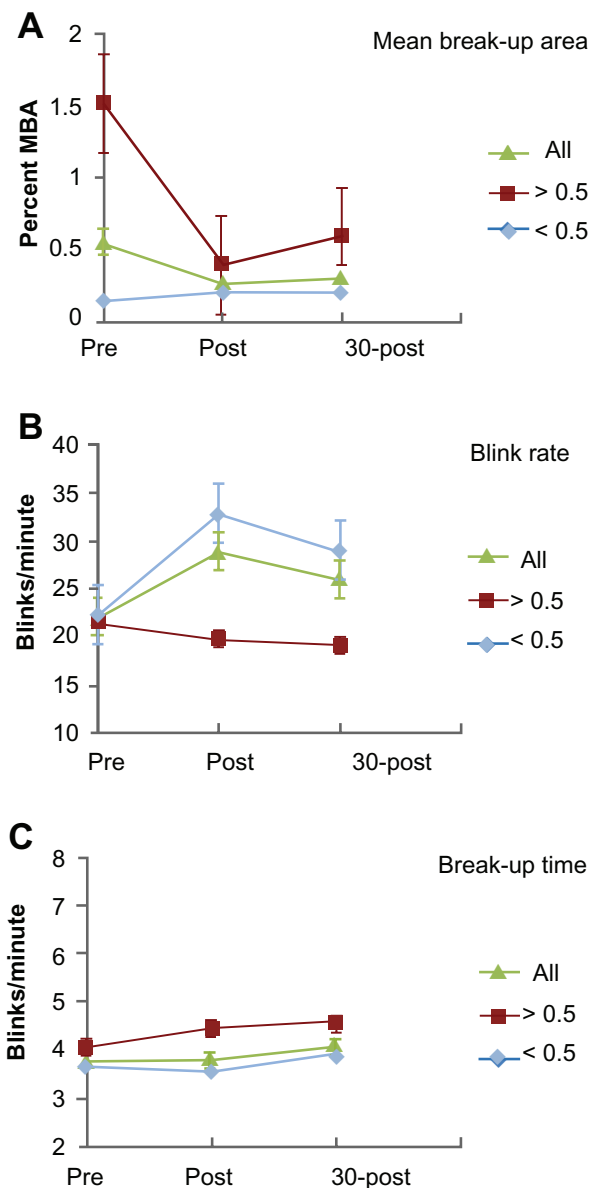 A
Mean break-up area
Percent MBA
2
1.5
1
0.5
0
Pre Post 30-post
All
> 0.5
< 0.5
B
Blink rate
Blinks/minute
40
35
30
25
20
15
10
Pre Post 30-post
All
> 0.5
< 0.5
C
Break-up time
Blinks/minute
8
7
6
5
4
3
2
Pre Post 30-post
All
> 0.5
< 0.5